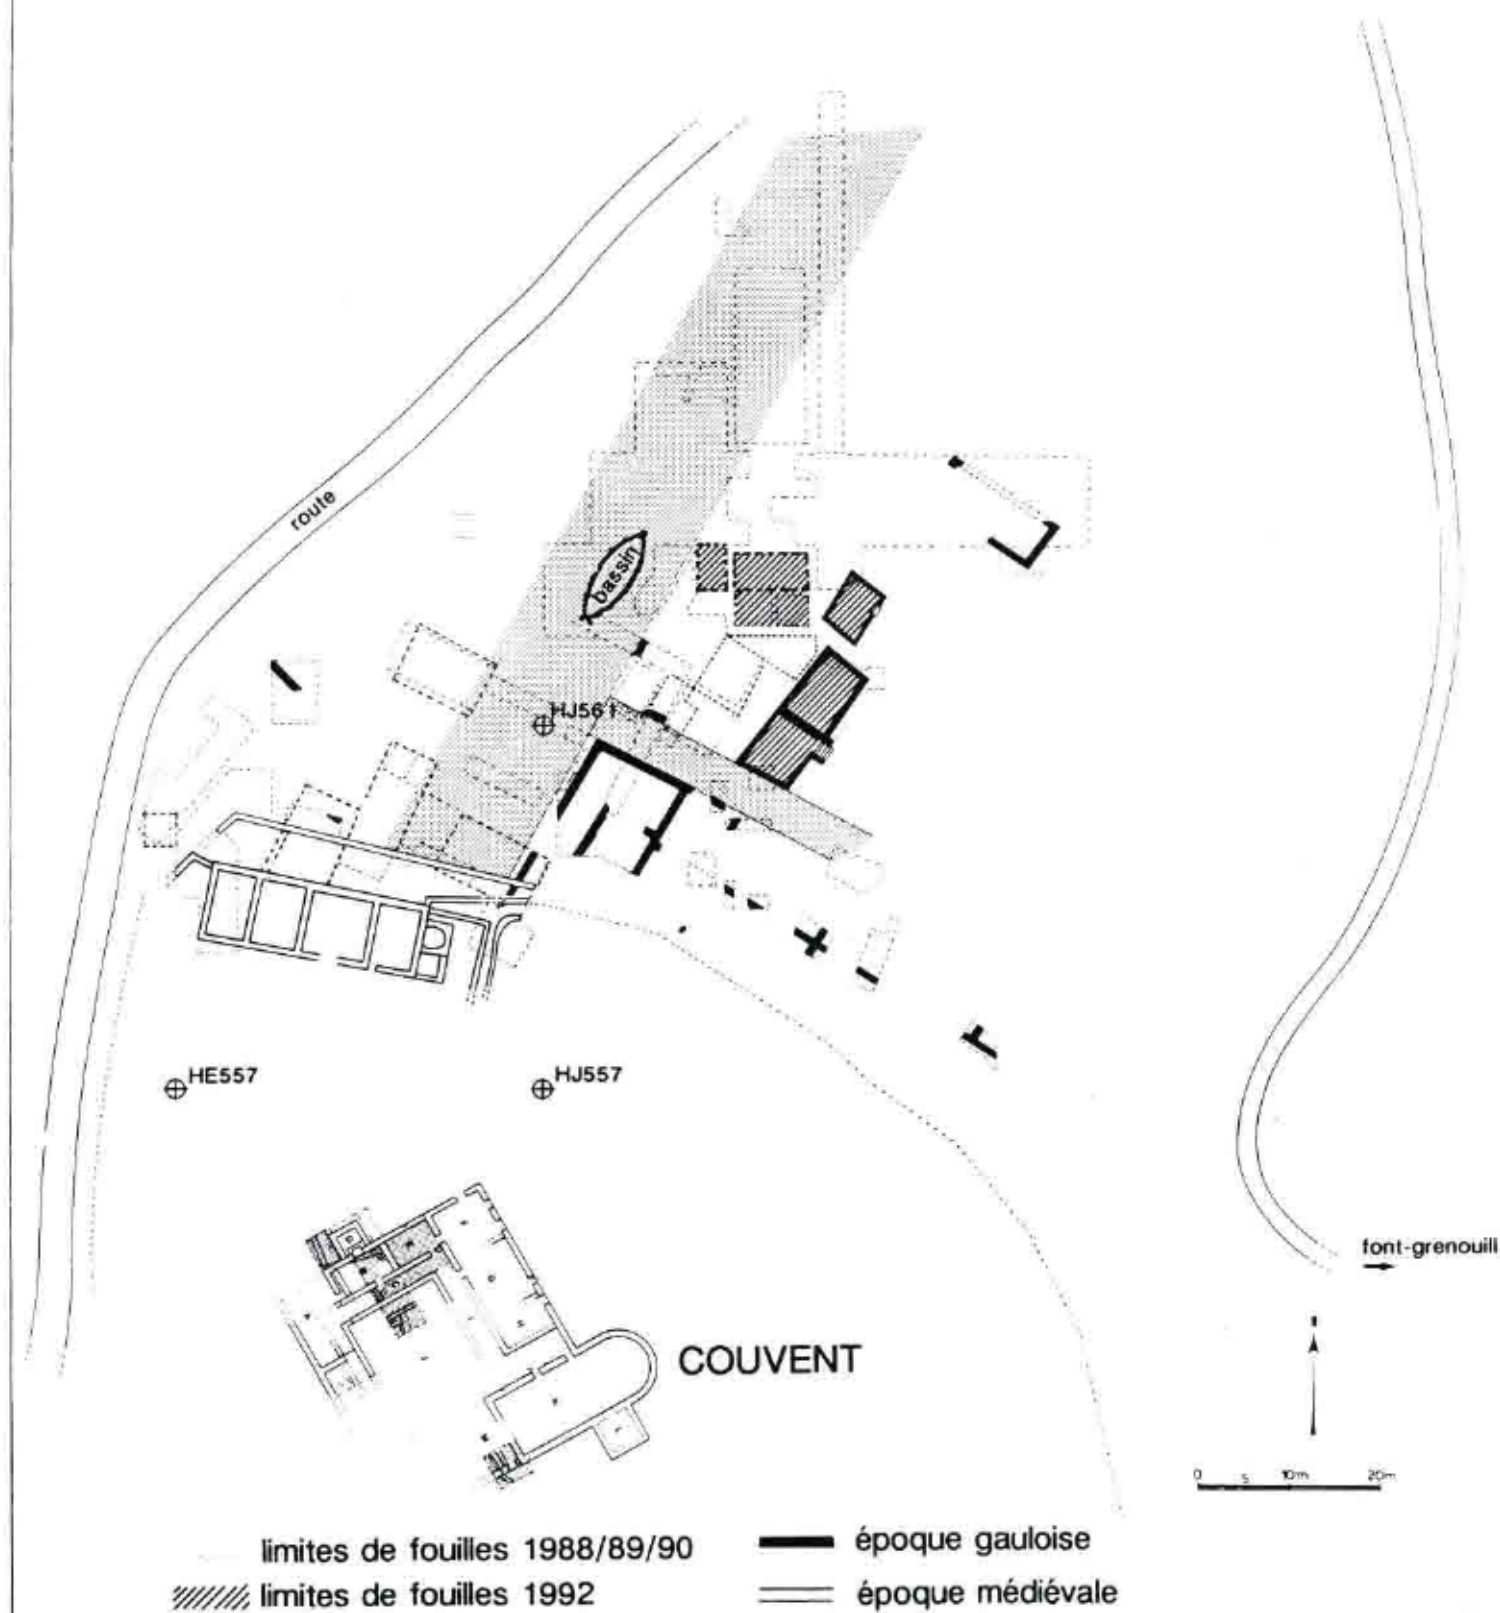 route
bassin
HJ561
HE557
HJ557
font-grenouill
COUVENT
0 5 10m 20m
limites de fouilles 1988/89/90
limites de fouilles 1992
époque gauloise
époque médiévale